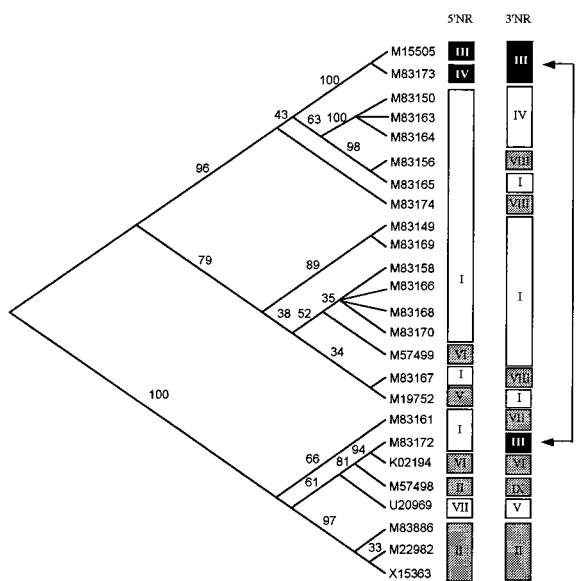 5'NR 3'NR
M15505 III III
100 M83173 IV
M83150 IV
43 63 100 M83163
M83164
98 M83156 VIII
96 M83165 I
M83174 VIII
M83149
89 M83169
79 M83158 I I
35 M83166
38 52 M83168
M83170
M57499 VI
34 M83167 I VIII
M19752 V I
100 M83161 I VII
66 94 M83172 III
81 K02194 VI VI
61 M57498 II IX
U20969 VII V
97 M83886
33 M22982 II II
X15363